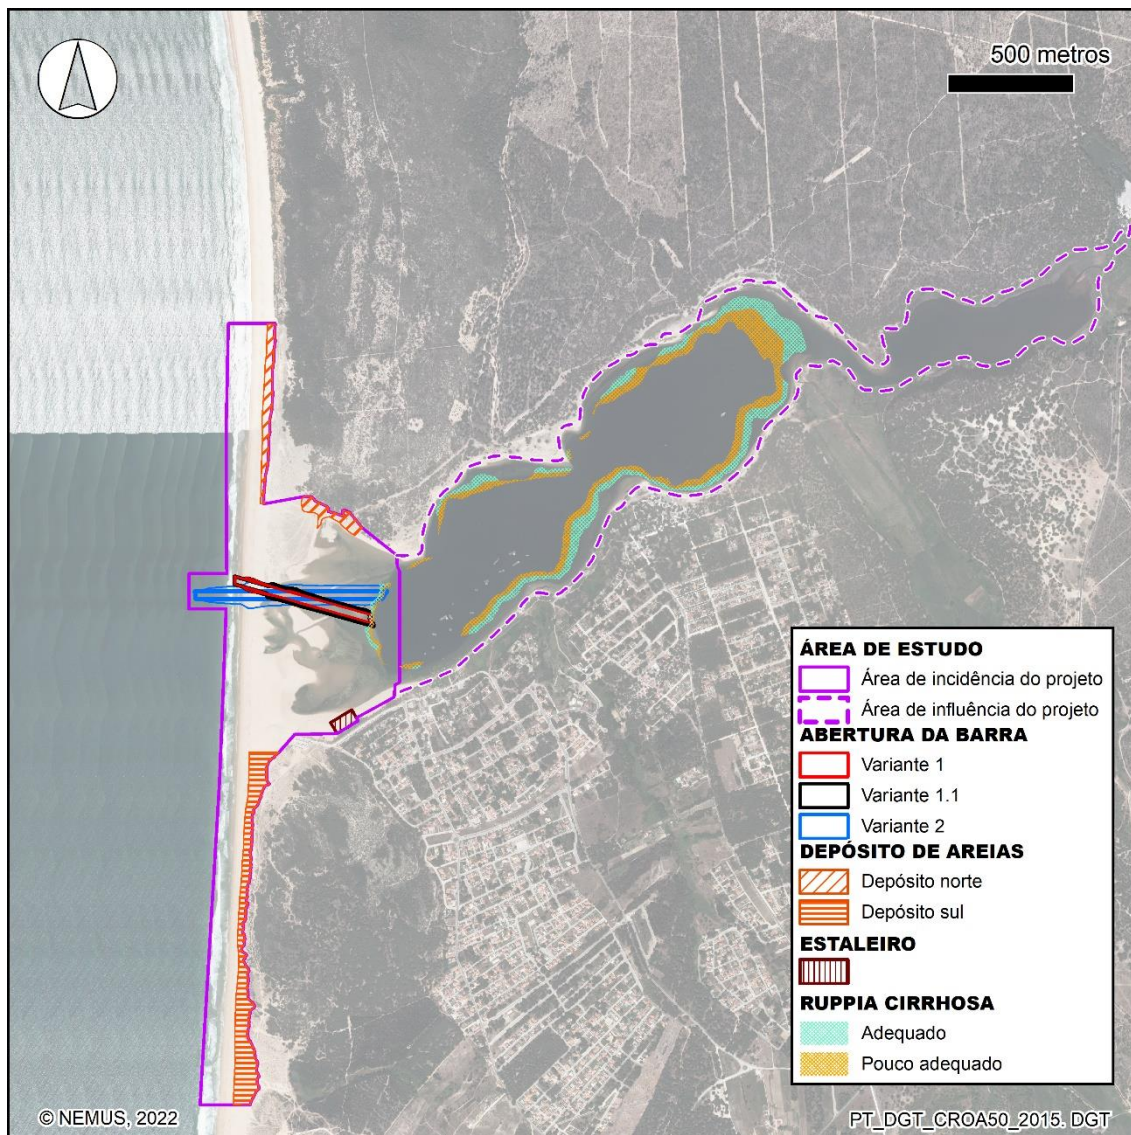 500 metros
ÁREA DE ESTUDO
Área de incidência do projeto
Área de influência do projeto
ABERTURA DA BARRA
Variante 1
Variante 1.1
Variante 2
DEPÓSITO DE AREIAS
Depósito norte
Depósito sul
ESTALEIRO
RUPPIA CIRRHOSA
Adequado
Pouco adequado
© NEMUS, 2022
PT_DGT_CROA50_2015. DGT